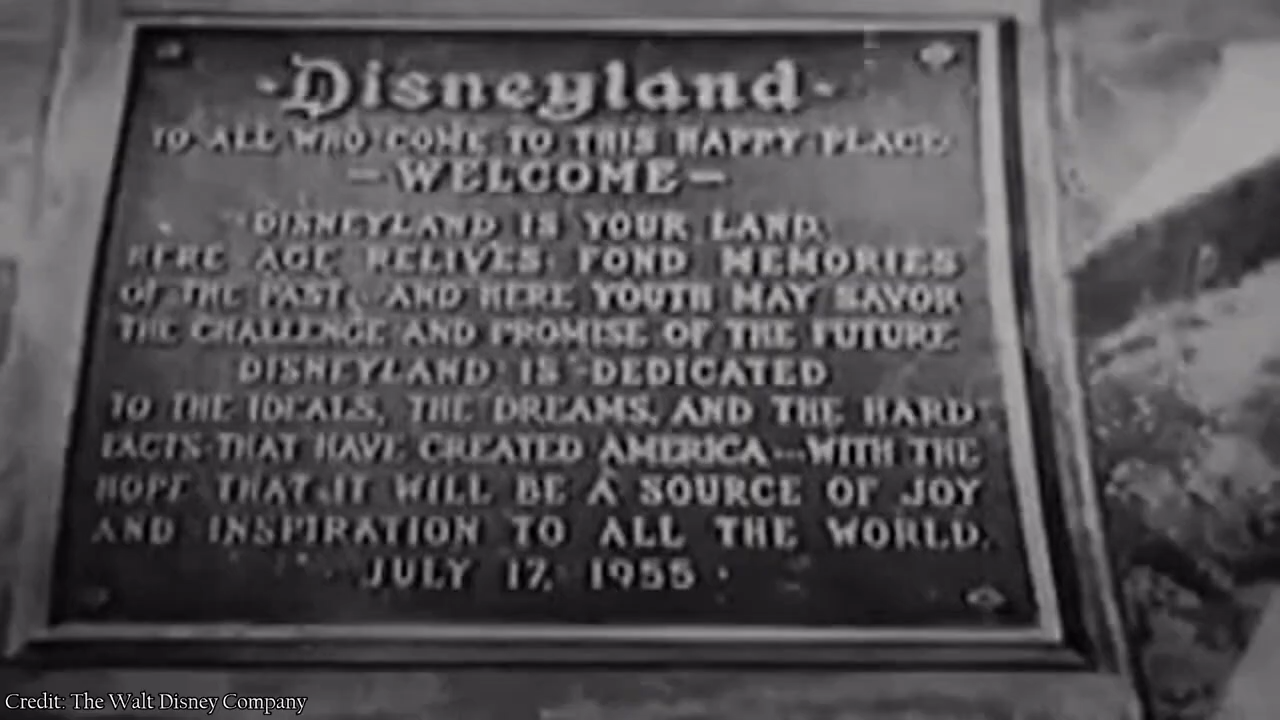 Disneyland
TO ALL WHO COME TO THIS HAPPY PLACE
- WELCOME -
DISNEYLAND IS YOUR LAND.
HERE AGE RELIVES FOND MEMORIES
OF THE PAST, AND HERE YOUTH MAY SAVOR
THE CHALLENGE AND PROMISE OF THE FUTURE
DISNEYLAND IS DEDICATED
TO THE IDEALS, THE DREAMS, AND THE HARD
FACTS THAT HAVE CREATED AMERICA—WITH THE
HOPE THAT IT WILL BE A SOURCE OF JOY
AND INSPIRATION TO ALL THE WORLD.
JULY 17, 1955
Credit: The Walt Disney Company